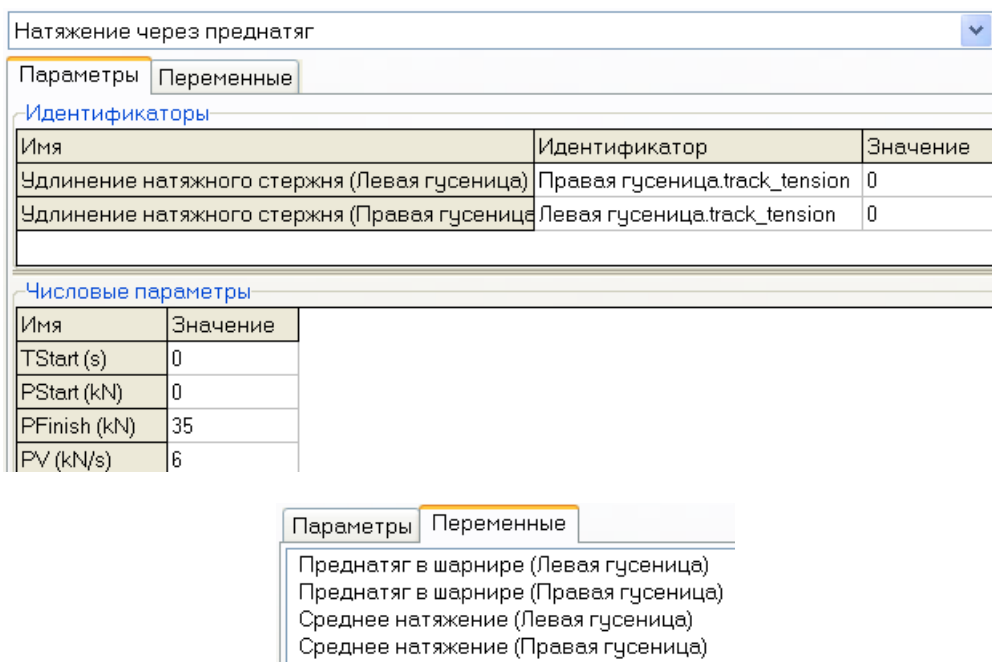 Натяжение через преднатяг
Параметры Переменные
Идентификаторы
Имя Идентификатор Значение
Удлинение натяжного стержня (Левая гусеница) Правая гусеница.track_tension 0
Удлинение натяжного стержня (Правая гусеница Левая гусеница.track_tension 0
Числовые параметры
Имя Значение
TStart (s) 0
PStart (kN) 0
PFinish (kN) 35
PV (kN/s) 6
Параметры Переменные
Преднатяг в шарнире (Левая гусеница)
Преднатяг в шарнире (Правая гусеница)
Среднее натяжение (Левая гусеница)
Среднее натяжение (Правая гусеница)